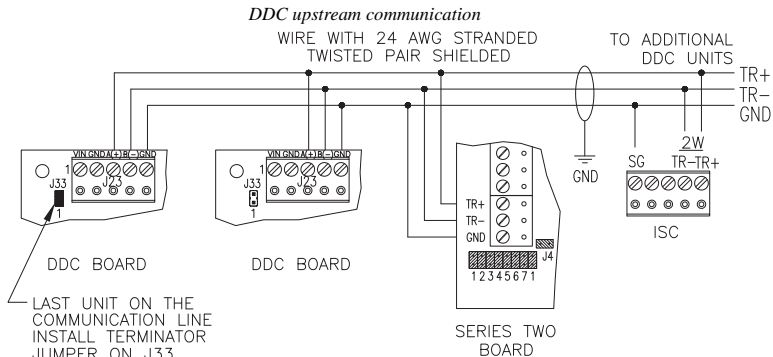 DDC upstream communication
WIRE WITH 24 AWG STRANDED
TWISTED PAIR SHIELDED
TO ADDITIONAL
DDC UNITS
TR+
TR-
GND
VIN GND A(+) B(-) GND
1
J23
J33
1
DDC BOARD
VIN GND A(+) B(-) GND
1
J23
J33
1
DDC BOARD
TR+
TR-
GND
J4
12345671
SERIES TWO
BOARD
GND
2W
SG TR-TR+
ISC
LAST UNIT ON THE
COMMUNICATION LINE
INSTALL TERMINATOR
JUMPER ON J33